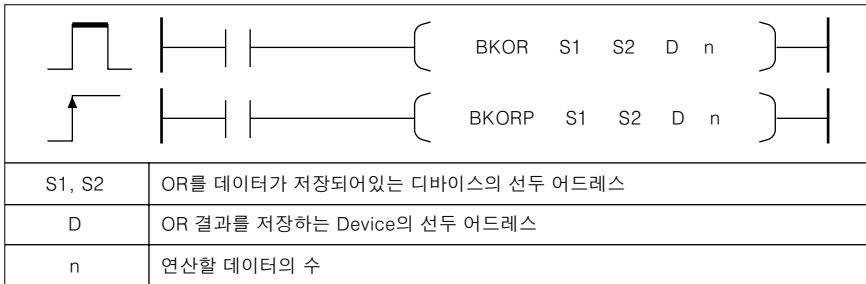 BKOR S1 S2 D n
BKORP S1 S2 D n
S1, S2 OR를 데이터가 저장되어있는 디바이스의 선두 어드레스
D OR 결과를 저장하는 Device의 선두 어드레스
n 연산할 데이터의 수